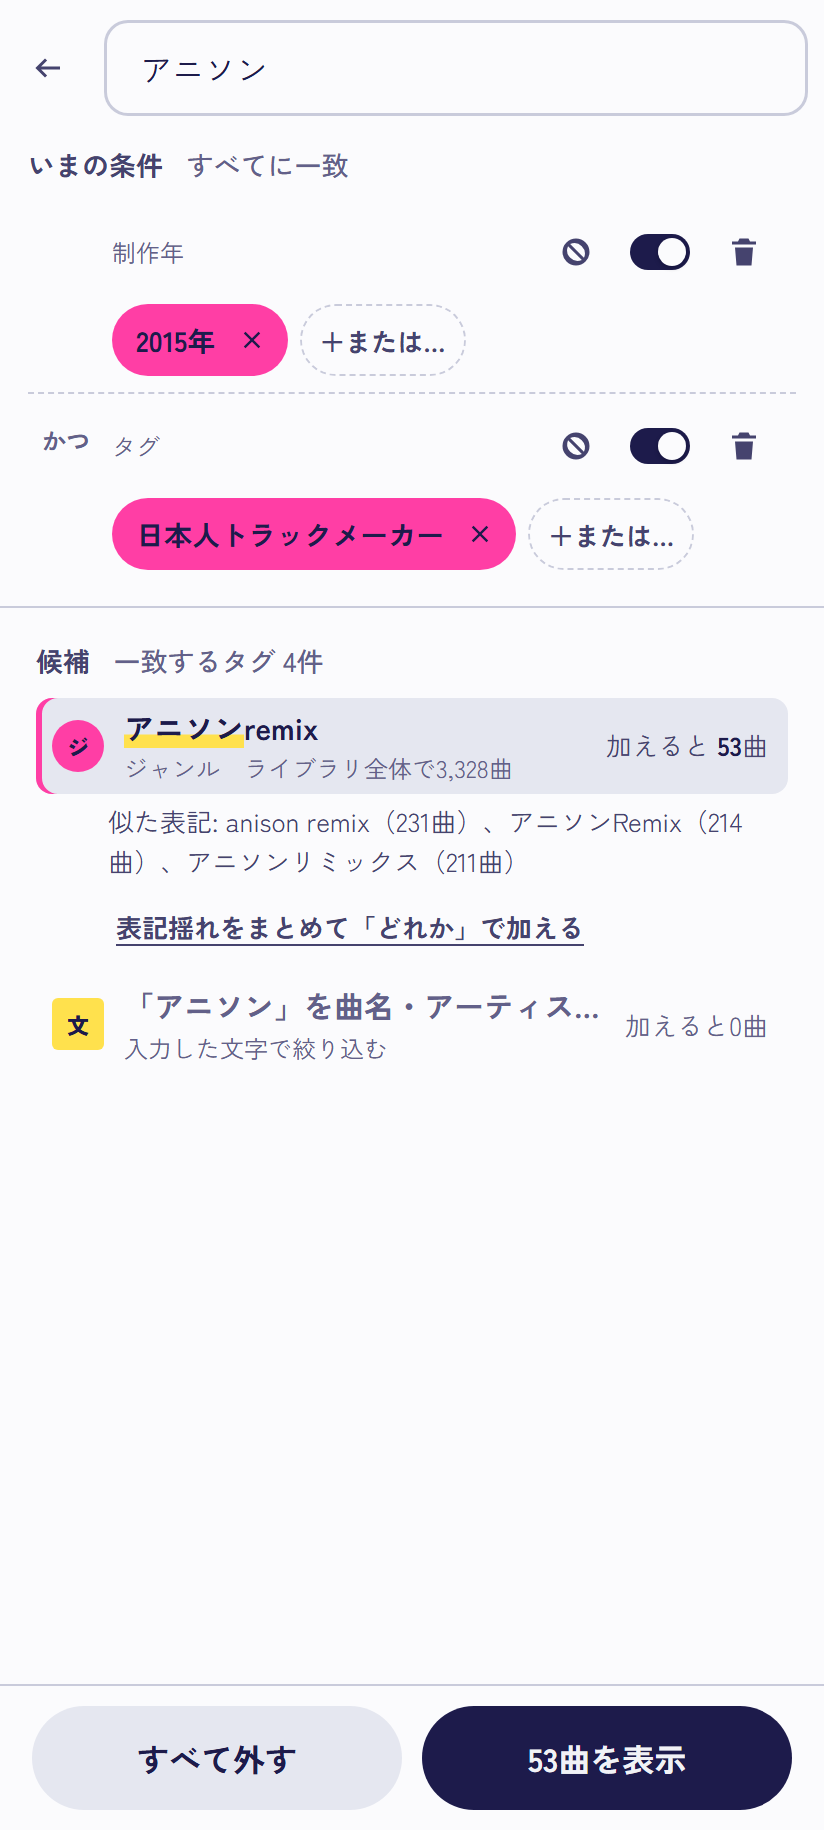 アニソン
いまの条件 すべてに一致
制作年
2015年 ×
+または...
かつ タグ
日本人トラックメーカー ×
+または...
候補 一致するタグ 4件
ジ アニソンremix
ジャンル ライブラリ全体で3,328曲
加えると 53曲
似た表記: anison remix（231曲）、アニソンRemix（214
曲）、アニソンリミックス（211曲）
表記揺れをまとめて「どれか」で加える
文 「アニソン」を曲名・アーティス...
入力した文字で絞り込む
加えると0曲
すべて外す
53曲を表示